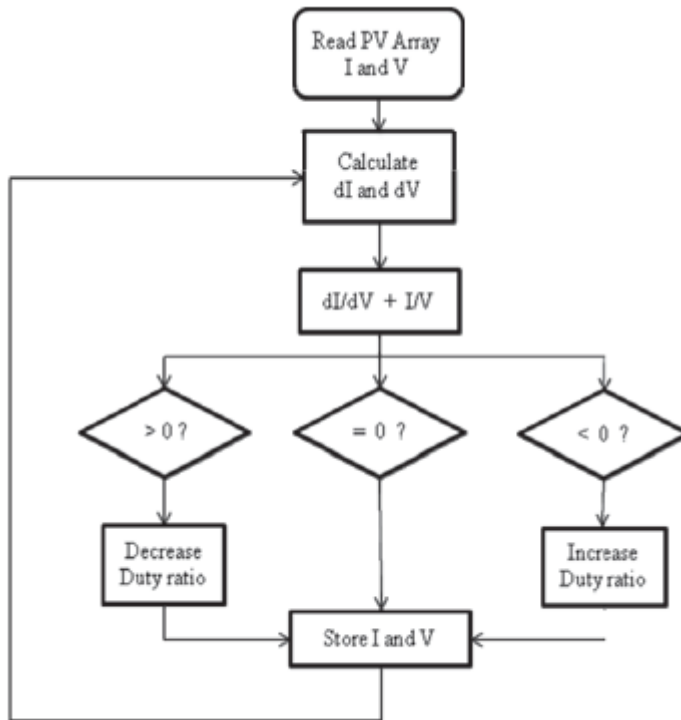 Read PV Array
I and V
Calculate
dI and dV
dI/dV + I/V
> 0 ?
= 0 ?
< 0 ?
Decrease
Duty ratio
Increase
Duty ratio
Store I and V